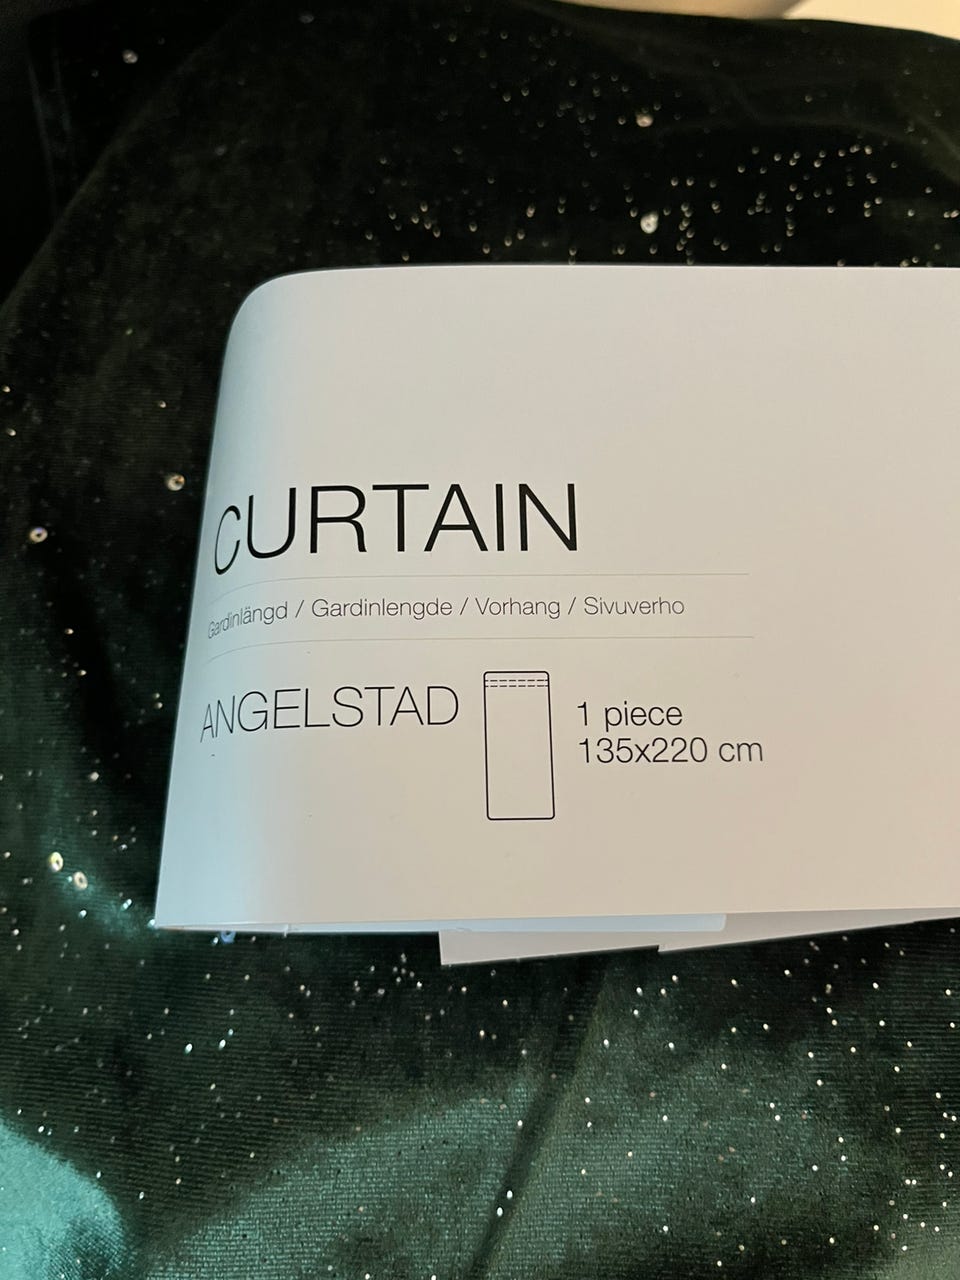 CURTAIN
Gardinlängd / Gardinlengde / Vorhang / Sivuverho
ANGELSTAD
1 piece
135x220 cm